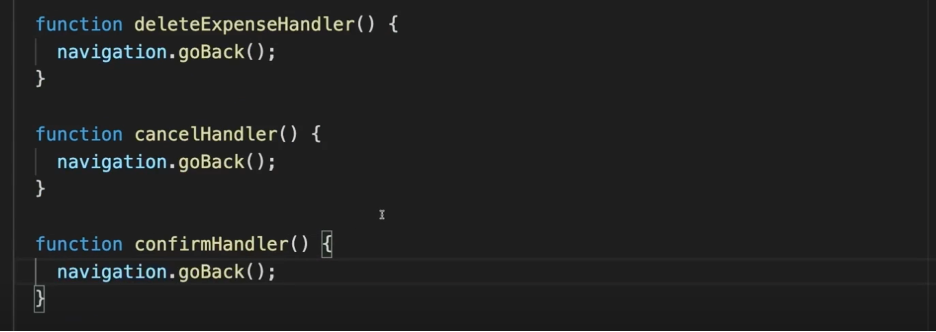 function deleteExpenseHandler() {
  navigation.goBack();
}
function cancelHandler() {
  navigation.goBack();
}
function confirmHandler() {
  navigation.goBack();
}